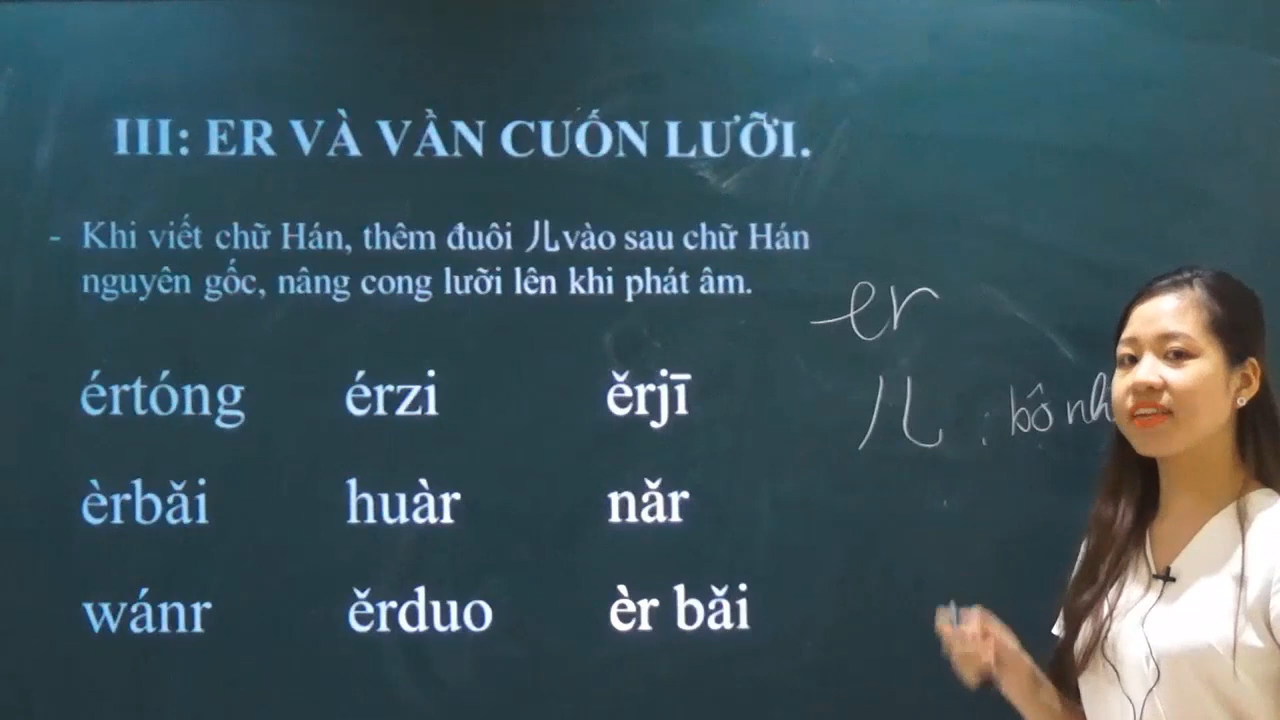 III: ER VÀ VẦN CUỐN LƯỠI.
- Khi viết chữ Hán, thêm đuôi 儿 vào sau chữ Hán
nguyên gốc, nâng cong lưỡi lên khi phát âm.
értóng érzi ěrjī
èrbǎi huàr nǎr
wánr ěrduo èr bǎi
er
儿 : bộ nh